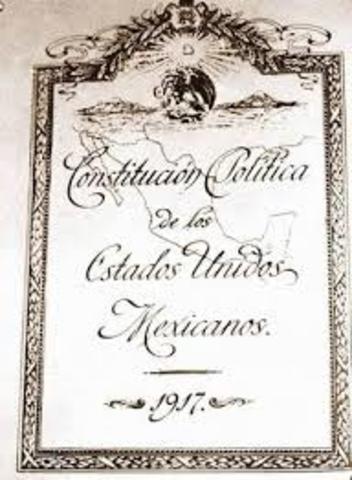 Constitución Política
de los
Estados Unidos
Mexicanos.
1917.